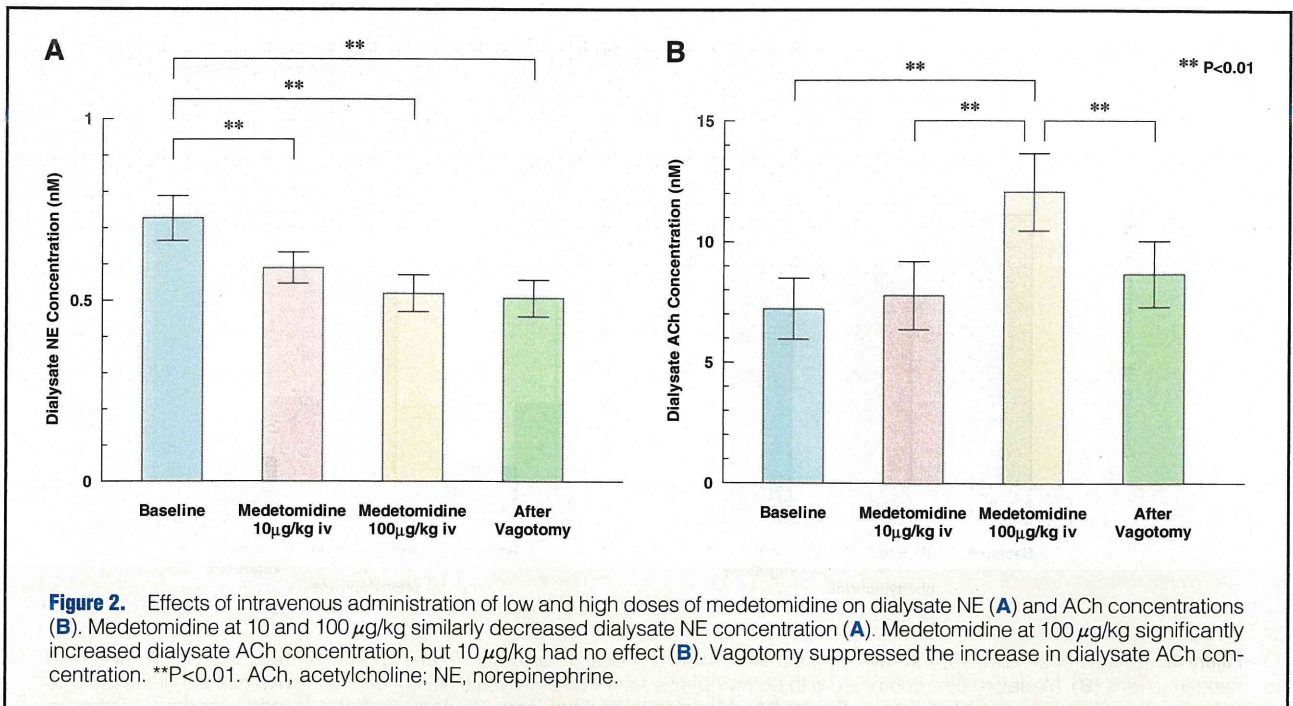 A
**
**
**
1
0.5
0
Dialysate NE Concentration (nM)
Baseline
Medetomidine
10μg/kg iv
Medetomidine
100μg/kg iv
After
Vagotomy
B
** P<0.01
**
**
**
15
10
5
0
Dialysate ACh Concentration (nM)
Baseline
Medetomidine
10μg/kg iv
Medetomidine
100μg/kg iv
After
Vagotomy
Figure 2. Effects of intravenous administration of low and high doses of medetomidine on dialysate NE (A) and ACh concentrations
(B). Medetomidine at 10 and 100 μg/kg similarly decreased dialysate NE concentration (A). Medetomidine at 100 μg/kg significantly
increased dialysate ACh concentration, but 10 μg/kg had no effect (B). Vagotomy suppressed the increase in dialysate ACh con-
centration. **P<0.01. ACh, acetylcholine; NE, norepinephrine.